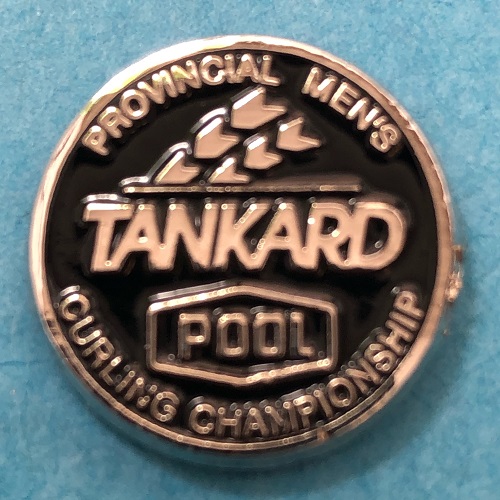 PROVINCIAL MEN'S
TANKARD
POOL
CURLING CHAMPIONSHIP